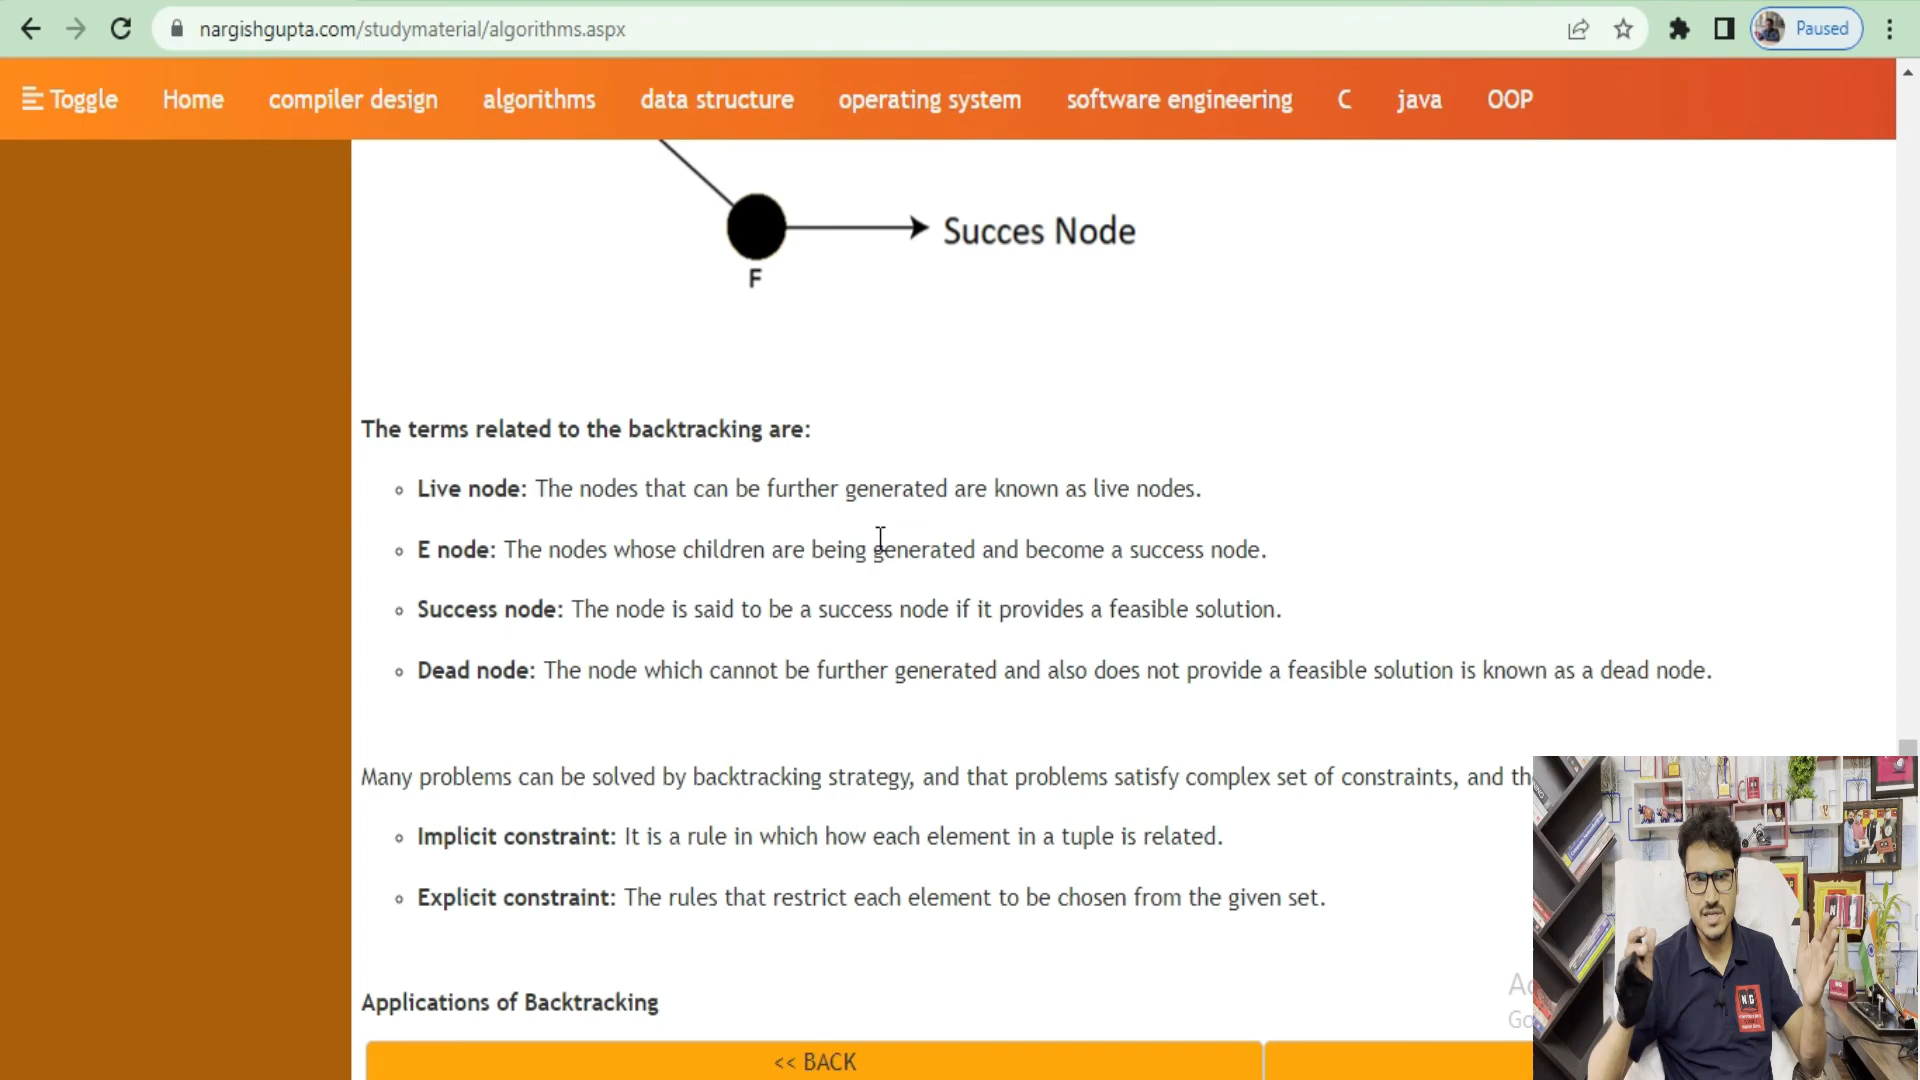 nargishgupta.com/studymaterial/algorithms.aspx
Paused
Toggle Home compiler design algorithms data structure operating system software engineering C java OOP
Succes Node
F
The terms related to the backtracking are:
Live node: The nodes that can be further generated are known as live nodes.
E node: The nodes whose children are being generated and become a success node.
Success node: The node is said to be a success node if it provides a feasible solution.
Dead node: The node which cannot be further generated and also does not provide a feasible solution is known as a dead node.
Many problems can be solved by backtracking strategy, and that problems satisfy complex set of constraints, and th
Implicit constraint: It is a rule in which how each element in a tuple is related.
Explicit constraint: The rules that restrict each element to be chosen from the given set.
Applications of Backtracking
<< BACK
NG